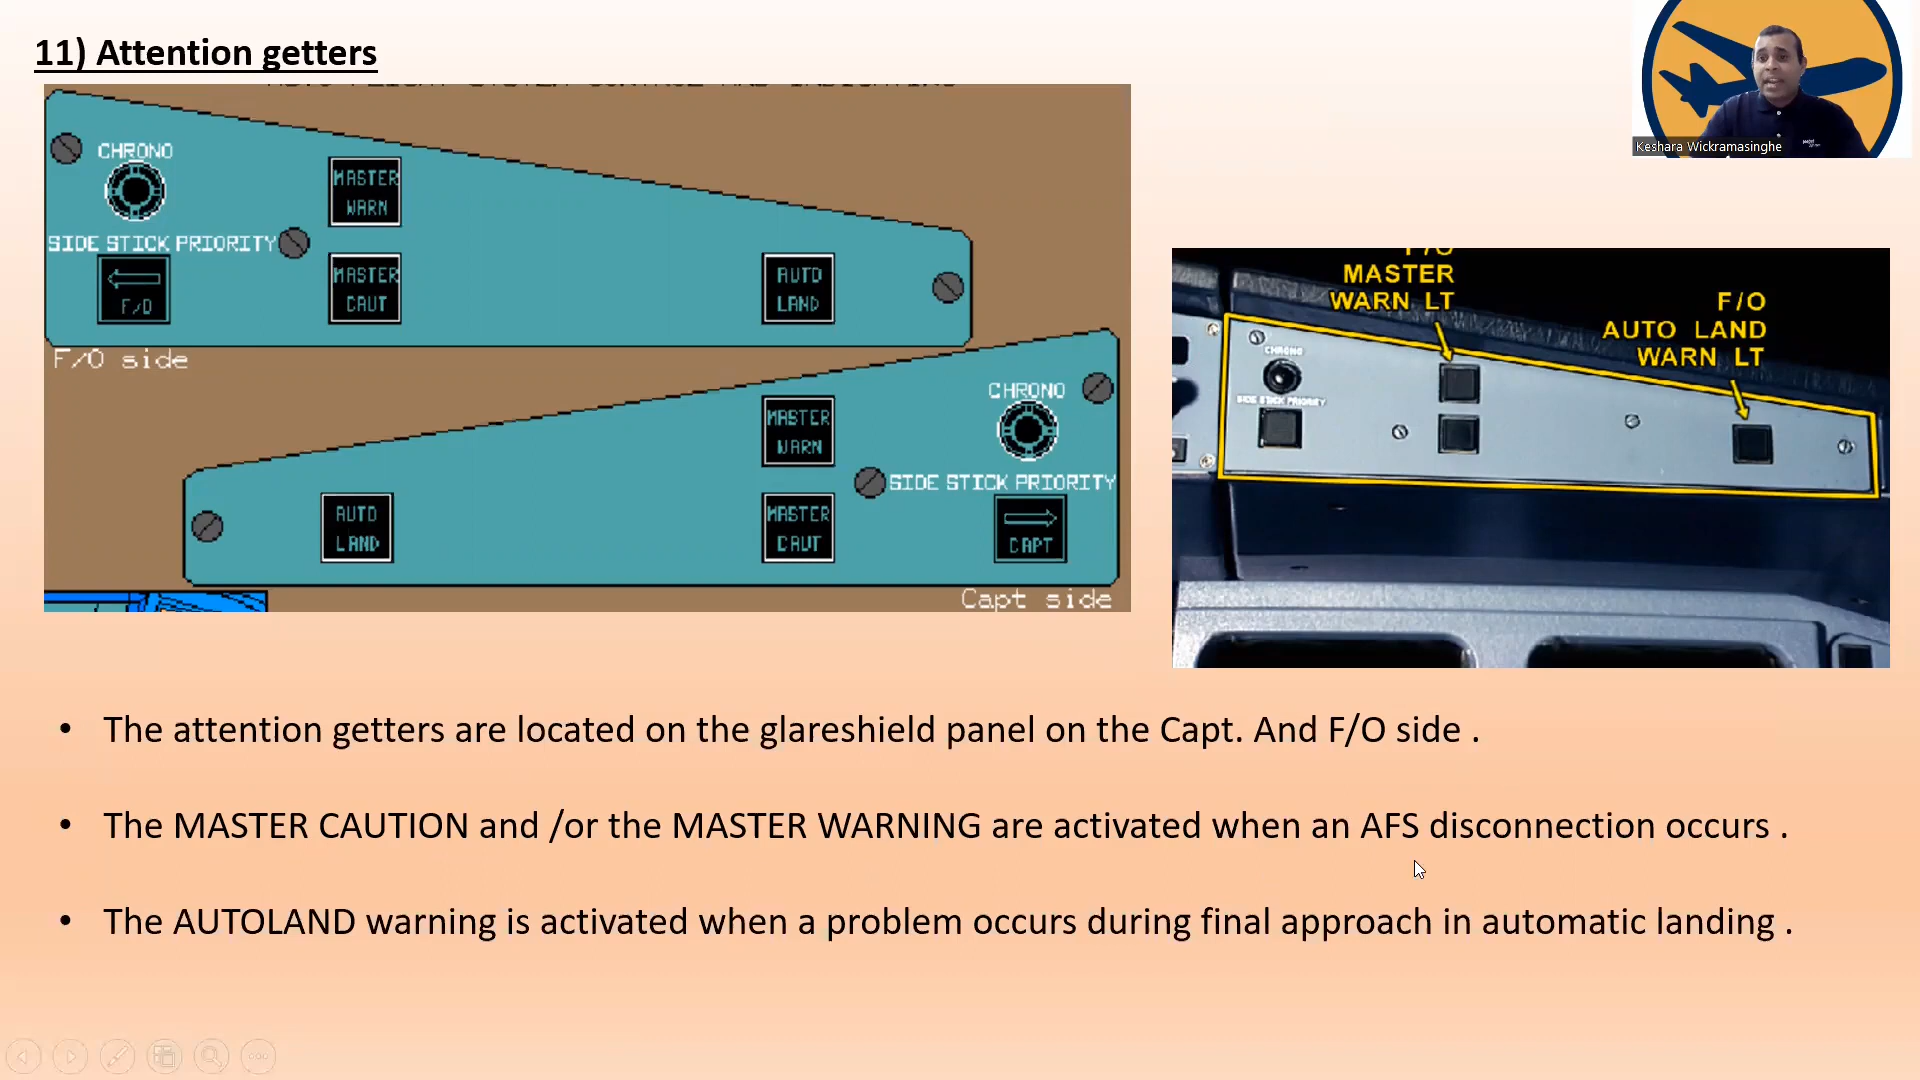 11) Attention getters
Keshara Wickramasinghe
CHRONO
MASTER
WARN
SIDE STICK PRIORITY
F/O
MASTER
CAUT
AUTO
LAND
F/O side
CHRONO
MASTER
WARN
SIDE STICK PRIORITY
AUTO
LAND
MASTER
CAUT
CAPT
Capt side
F/O
MASTER
WARN LT
F/O
AUTO LAND
WARN LT
CHRONO
SIDE STICK PRIORITY
• The attention getters are located on the glareshield panel on the Capt. And F/O side .
• The MASTER CAUTION and /or the MASTER WARNING are activated when an AFS disconnection occurs .
• The AUTOLAND warning is activated when a problem occurs during final approach in automatic landing .